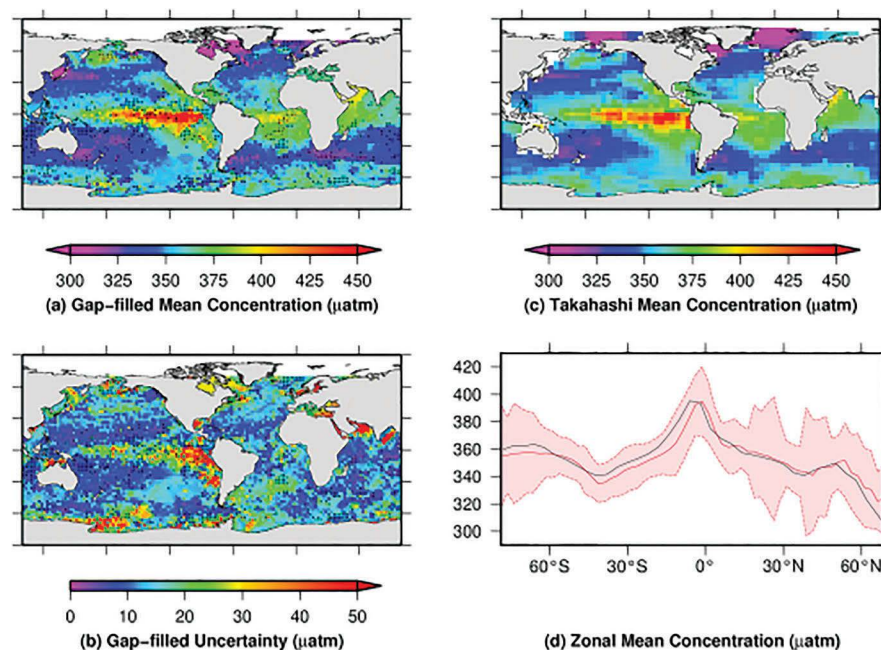 300 325 350 375 400 425 450
(a) Gap-filled Mean Concentration (µatm)
300 325 350 375 400 425 450
(c) Takahashi Mean Concentration (µatm)
0 10 20 30 40 50
(b) Gap-filled Uncertainty (µatm)
420
400
380
360
340
320
300
60°S 30°S 0° 30°N 60°N
(d) Zonal Mean Concentration (µatm)